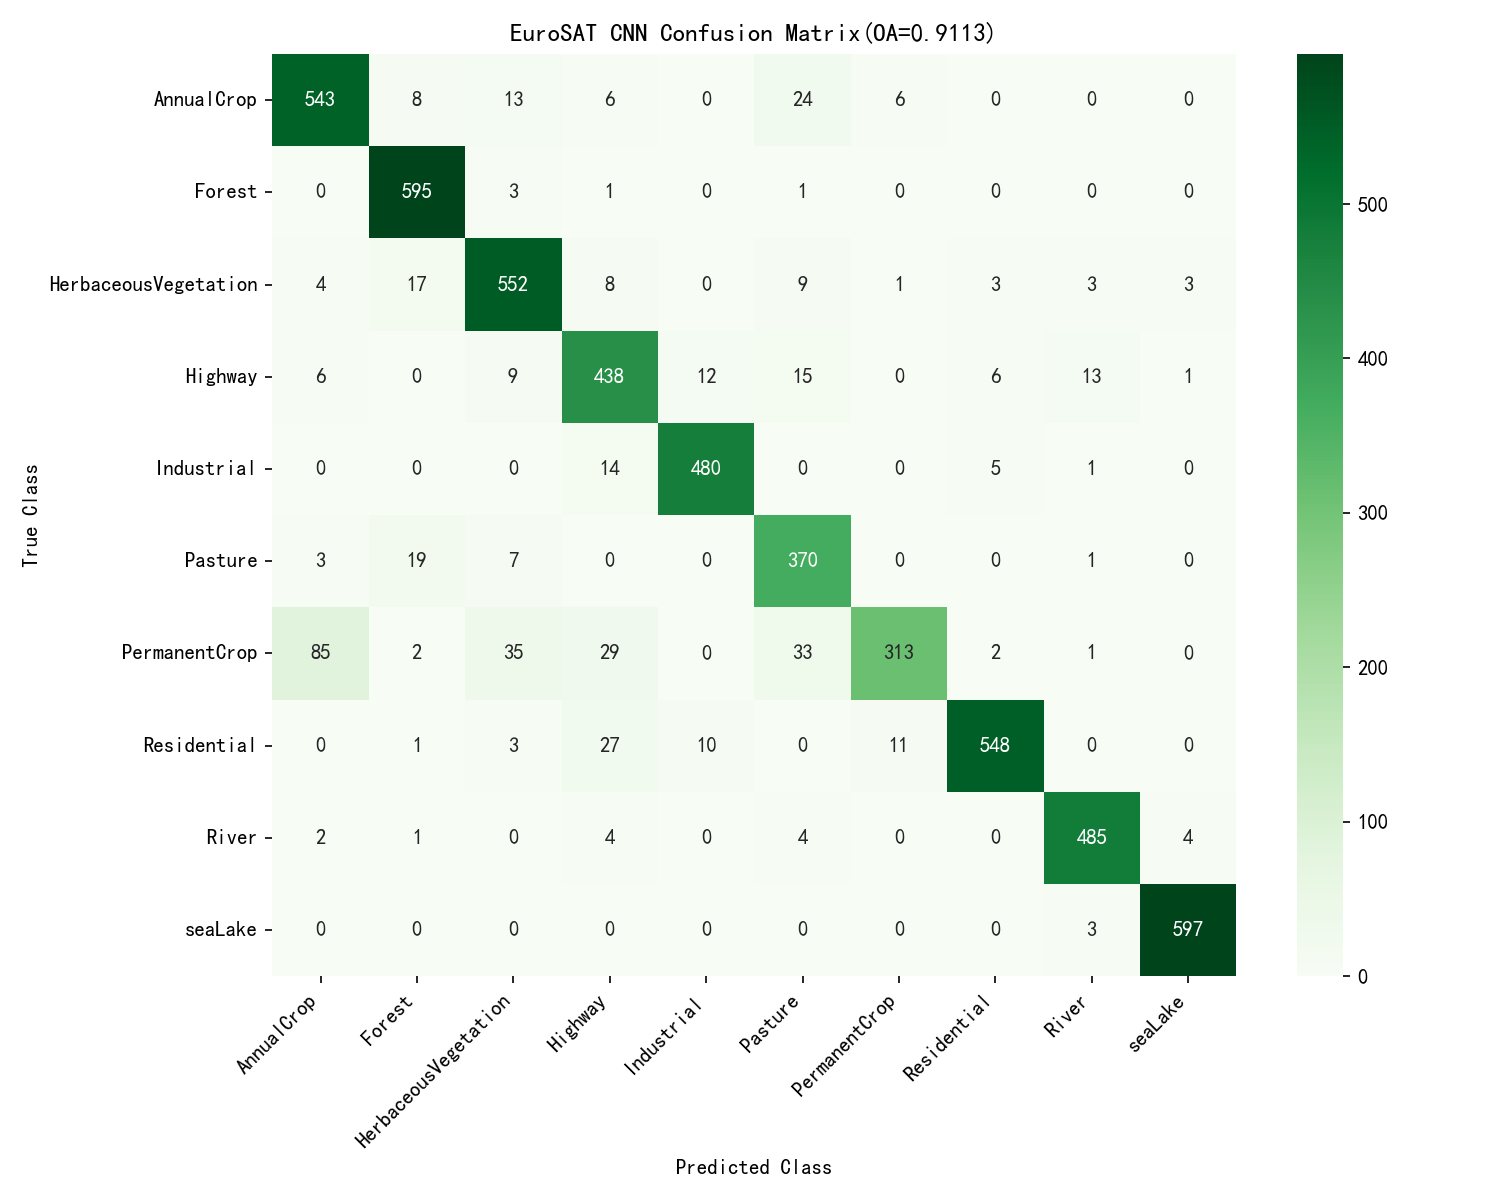 EuroSAT CNN Confusion Matrix(OA=0.9113)
AnnualCrop 543 8 13 6 0 24 6 0 0 0
Forest 0 595 3 1 0 1 0 0 0 0
HerbaceousVegetation 4 17 552 8 0 9 1 3 3 3
Highway 6 0 9 438 12 15 0 6 13 1
Industrial 0 0 0 14 480 0 0 5 1 0
Pasture 3 19 7 0 0 370 0 0 1 0
PermanentCrop 85 2 35 29 0 33 313 2 1 0
Residential 0 1 3 27 10 0 11 548 0 0
River 2 1 0 4 0 4 0 0 485 4
seaLake 0 0 0 0 0 0 0 0 3 597
True Class
AnnualCrop
Forest
HerbaceousVegetation
Highway
Industrial
Pasture
PermanentCrop
Residential
River
seaLake
Predicted Class
500
400
300
200
100
0